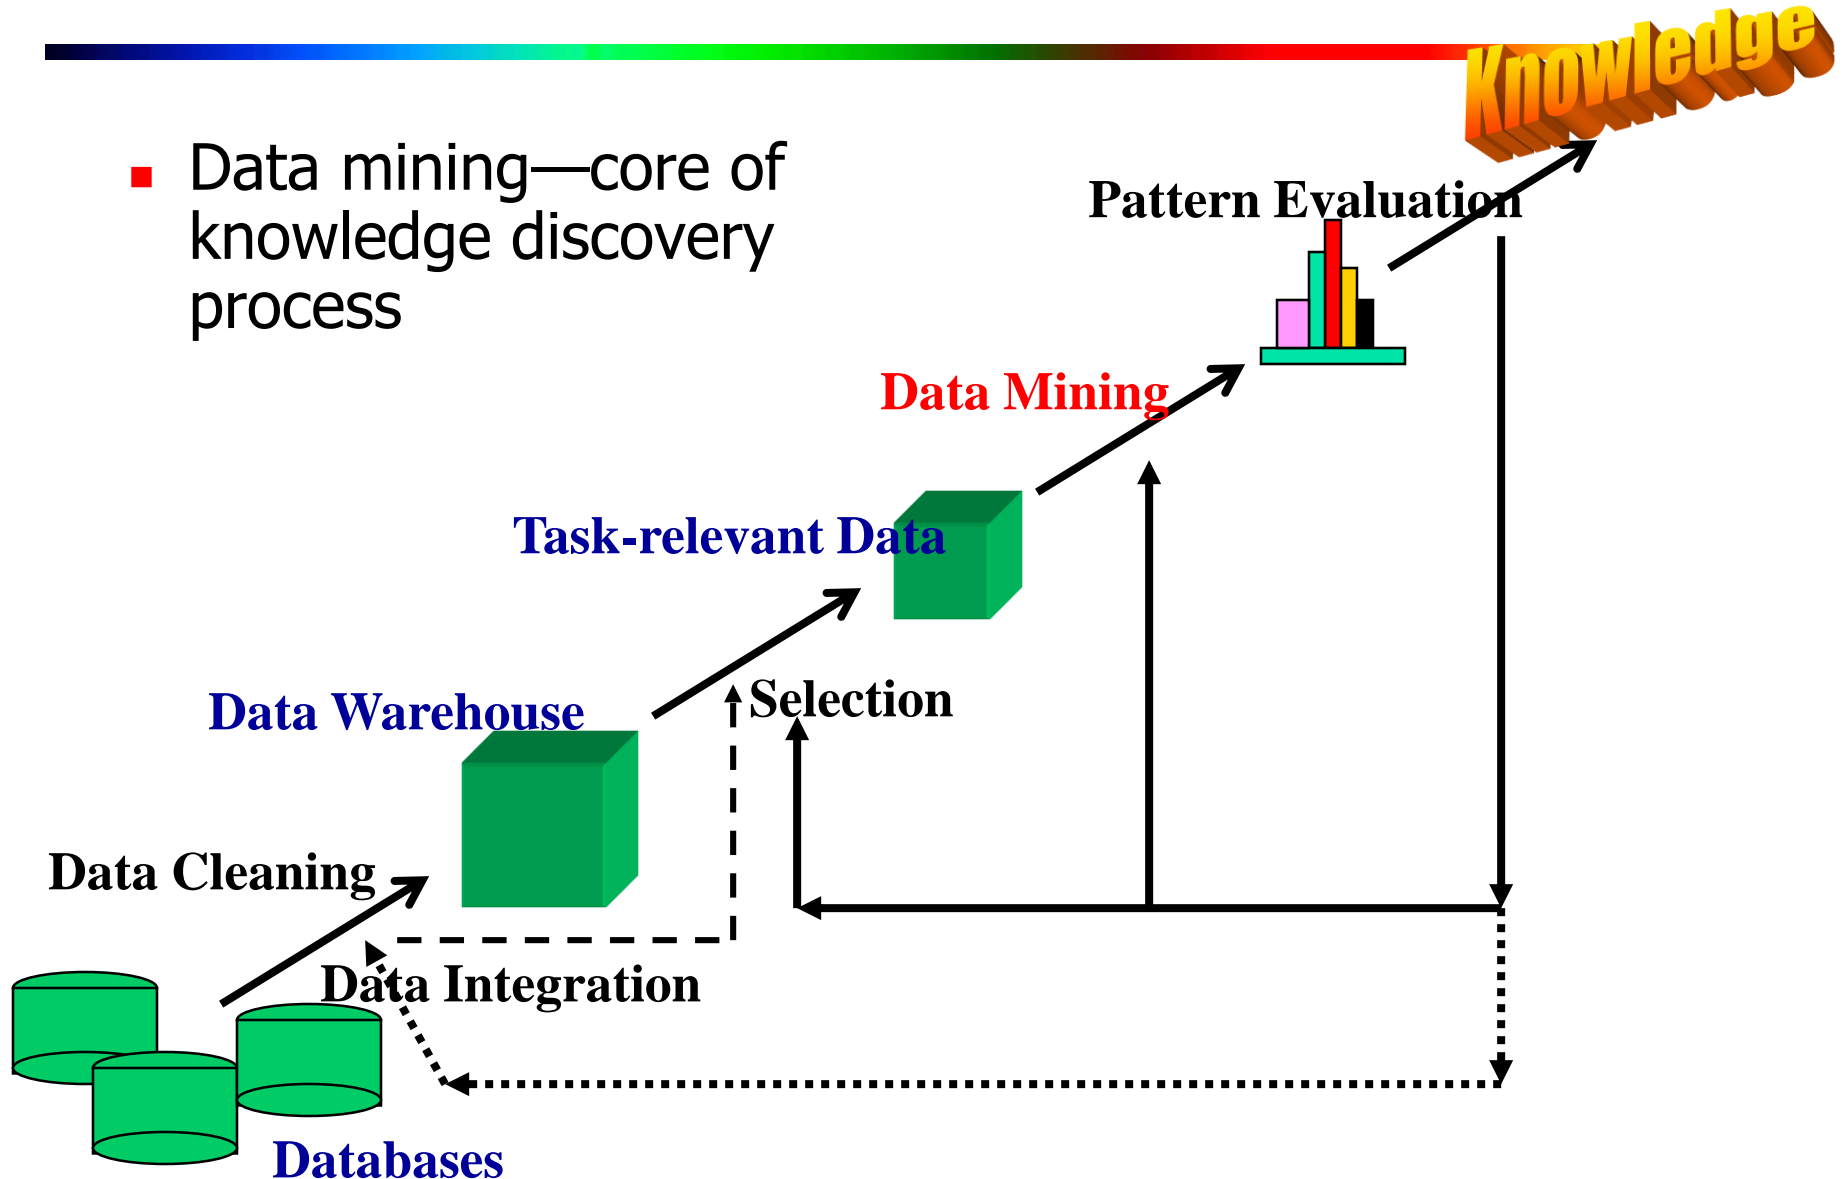 Knowledge
Data mining—core of
knowledge discovery
process
Pattern Evaluation
Data Mining
Task-relevant Data
Selection
Data Warehouse
Data Cleaning
Data Integration
Databases